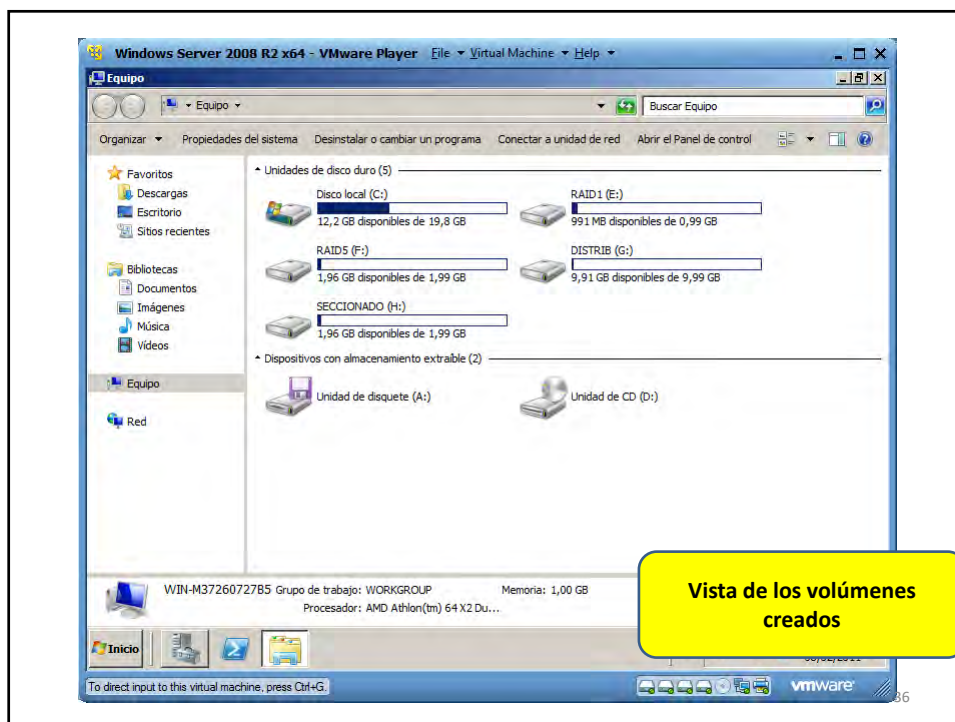 Windows Server 2008 R2 x64 - VMware Player File Virtual Machine Help
Equipo
Equipo
Buscar Equipo
Organizar Propiedades del sistema Desinstalar o cambiar un programa Conectar a unidad de red Abrir el Panel de control
Favoritos
Descargas
Escritorio
Sitios recientes
Bibliotecas
Documentos
Imágenes
Música
Vídeos
Equipo
Red
Unidades de disco duro (5)
Disco local (C:)
12,2 GB disponibles de 19,8 GB
RAID1 (E:)
991 MB disponibles de 0,99 GB
RAID5 (F:)
1,96 GB disponibles de 1,99 GB
DISTRIB (G:)
9,91 GB disponibles de 9,99 GB
SECCIONADO (H:)
1,96 GB disponibles de 1,99 GB
Dispositivos con almacenamiento extraíble (2)
Unidad de disquete (A:)
Unidad de CD (D:)
WIN-M37260727B5 Grupo de trabajo: WORKGROUP Memoria: 1,00 GB
Procesador: AMD Athlon(tm) 64 X2 Du...
Vista de los volúmenes
creados
Inicio
To direct input to this virtual machine, press Ctrl+G.
vmware
36